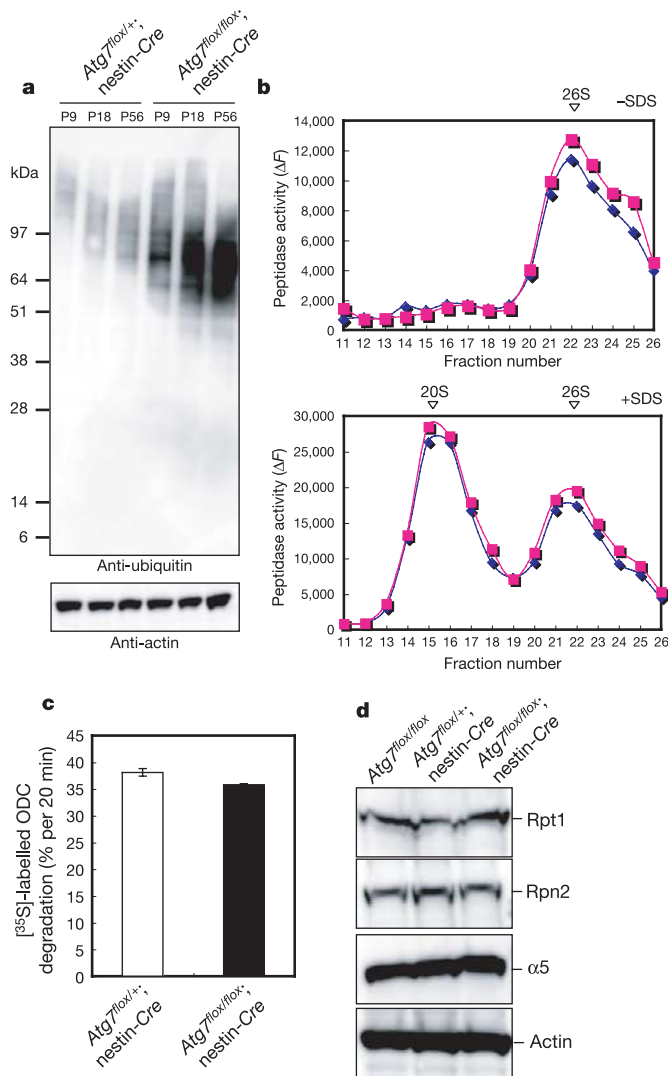 a
Atg7flox/+;
nestin-Cre
Atg7flox/flox;
nestin-Cre
P9 P18 P56 P9 P18 P56
kDa
97
64
51
38
28
14
6
Anti-ubiquitin
Anti-actin
b
26S
–SDS
Peptidase activity (ΔF)
14,000
12,000
10,000
8,000
6,000
4,000
2,000
0
11 12 13 14 15 16 17 18 19 20 21 22 23 24 25 26
Fraction number
20S 26S +SDS
Peptidase activity (ΔF)
30,000
25,000
20,000
15,000
10,000
5,000
0
11 12 13 14 15 16 17 18 19 20 21 22 23 24 25 26
Fraction number
c
[35S]-labelled ODC
degradation (% per 20 min)
45
40
35
30
25
20
15
10
5
0
Atg7flox/+;
nestin-Cre
Atg7flox/flox;
nestin-Cre
d
Atg7flox/flox
Atg7flox/+;
nestin-Cre
Atg7flox/flox;
nestin-Cre
Rpt1
Rpn2
α5
Actin